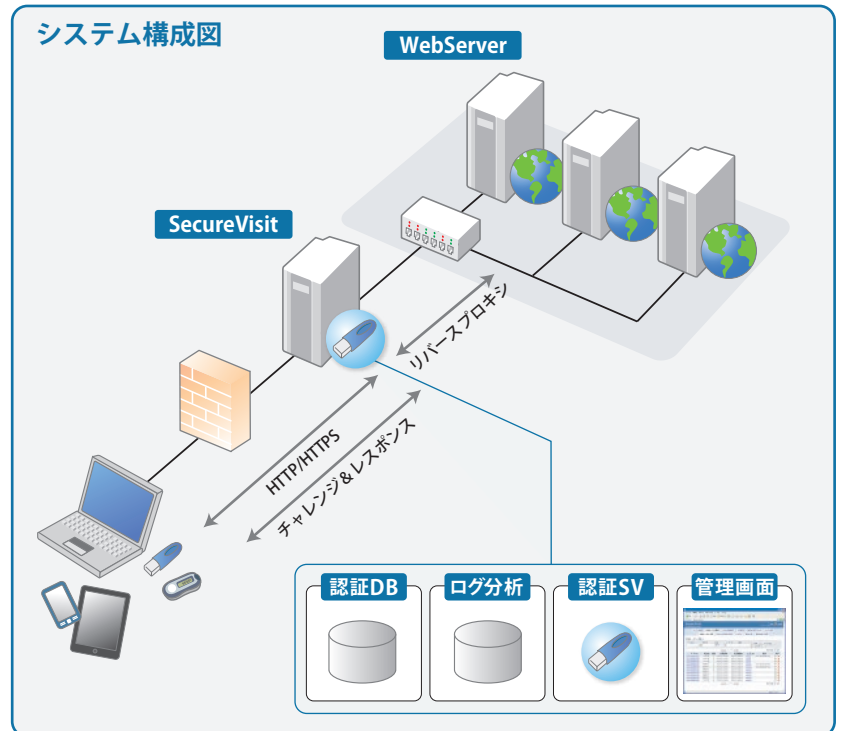 システム構成図
WebServer
SecureVisit
リバースプロキシ
HTTP/HTTPS
チャレンジ&レスポンス
認証DB
ログ分析
認証SV
管理画面